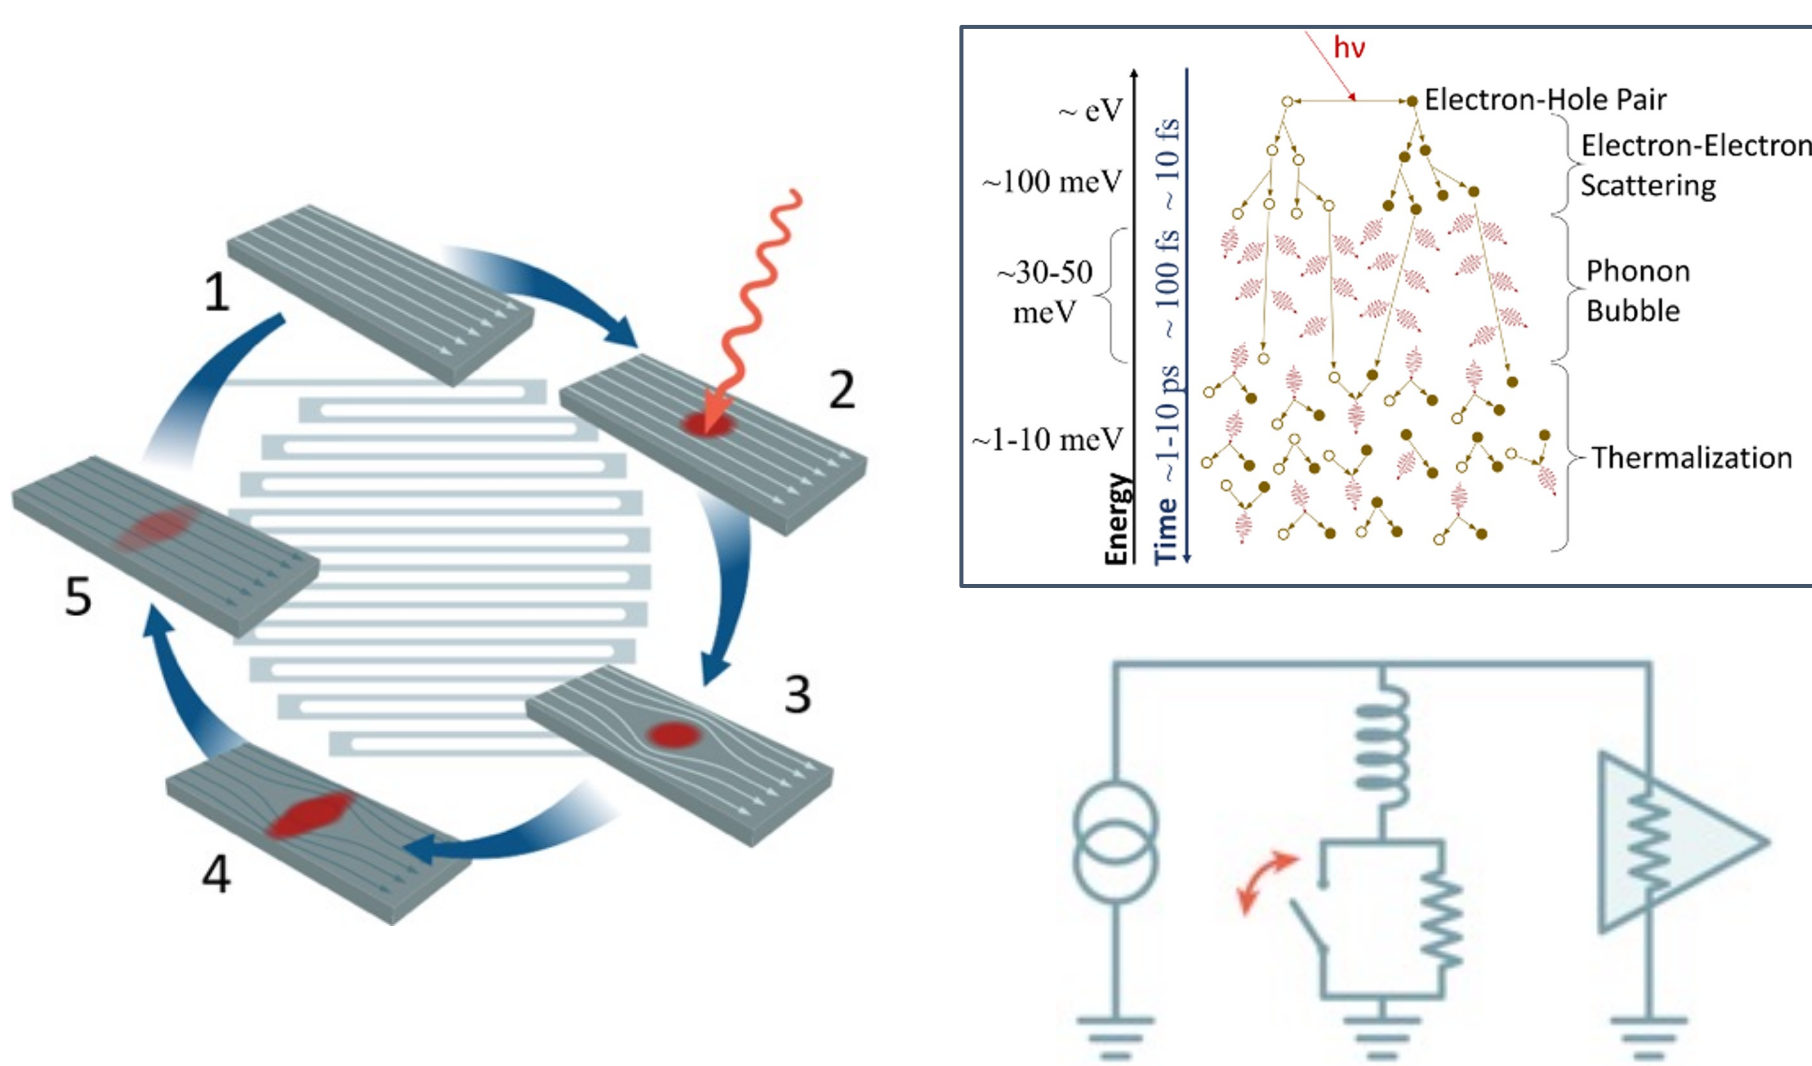 1
2
3
4
5
hν
~ eV
~100 meV
~30-50
meV
~1-10 meV
Energy
Time ~1-10 ps ~ 100 fs ~ 10 fs
Electron-Hole Pair
Electron-Electron
Scattering
Phonon
Bubble
Thermalization